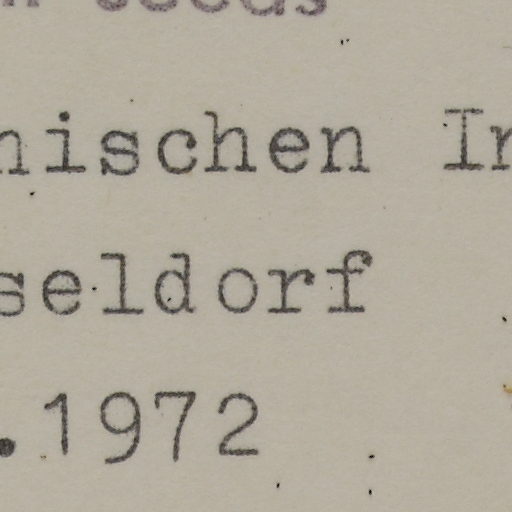 nischen In
seldorf
.1972